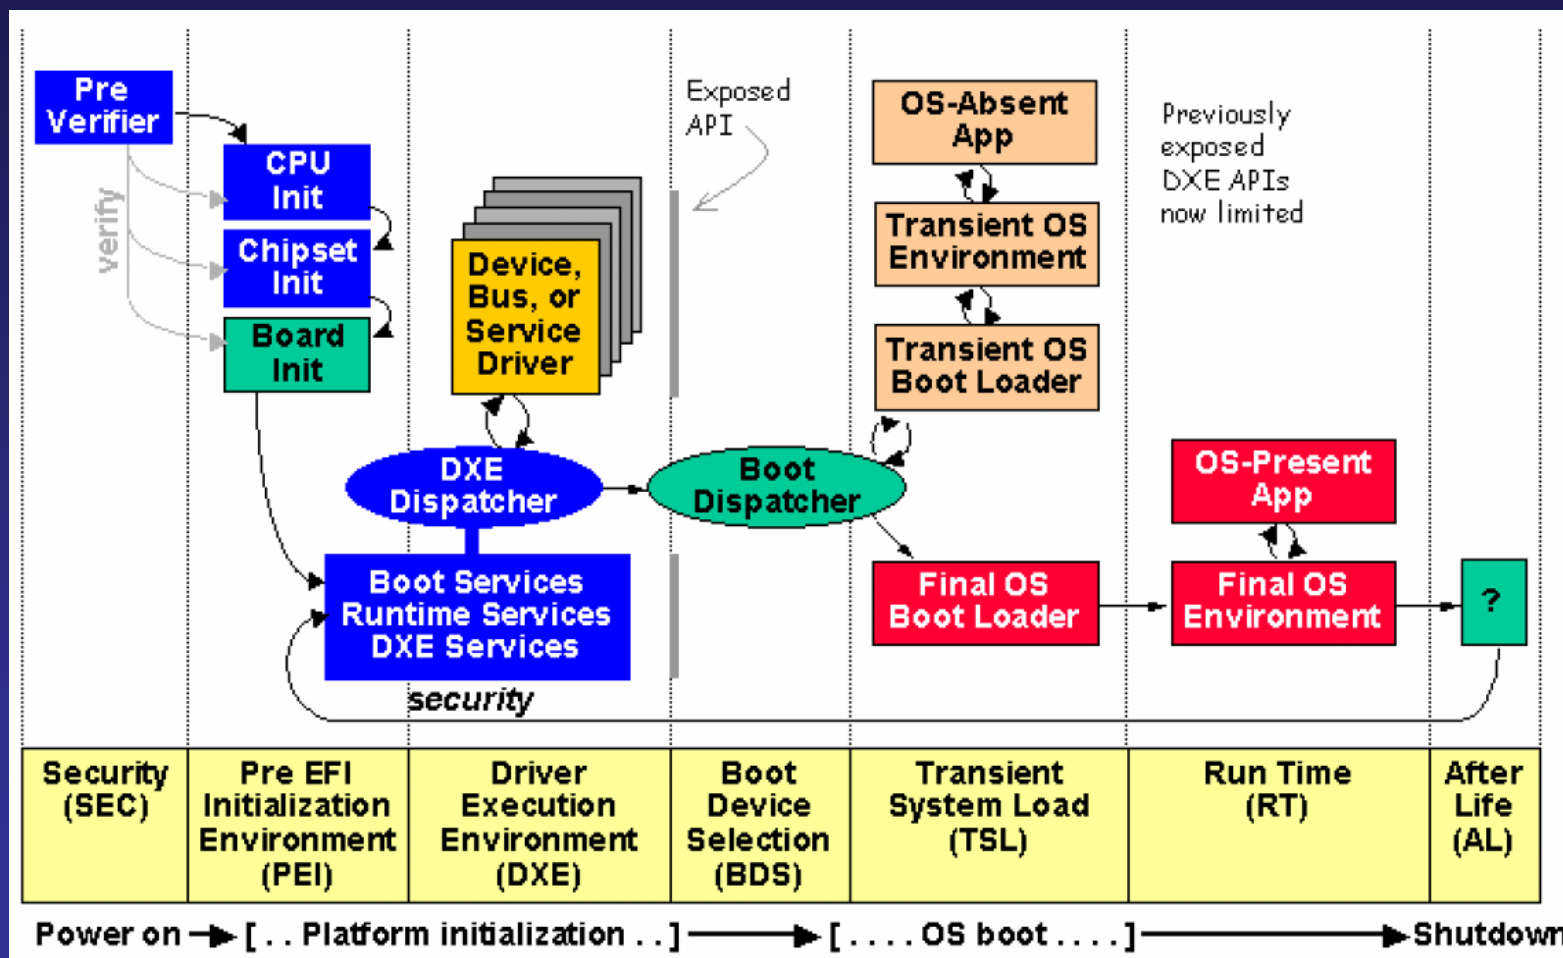 Pre
Verifier
verify
CPU
Init
Chipset
Init
Board
Init
Device,
Bus, or
Service
Driver
DXE
Dispatcher
Boot Services
Runtime Services
DXE Services
security
Exposed
API
Boot
Dispatcher
OS-Absent
App
Transient OS
Environment
Transient OS
Boot Loader
Final OS
Boot Loader
Previously
exposed
DXE APIs
now limited
OS-Present
App
Final OS
Environment
?
Security
(SEC)
Pre EFI
Initialization
Environment
(PEI)
Driver
Execution
Environment
(DXE)
Boot
Device
Selection
(BDS)
Transient
System Load
(TSL)
Run Time
(RT)
After
Life
(AL)
Power on [ . . Platform initialization . . ] [ . . . . OS boot . . . . ] Shutdown